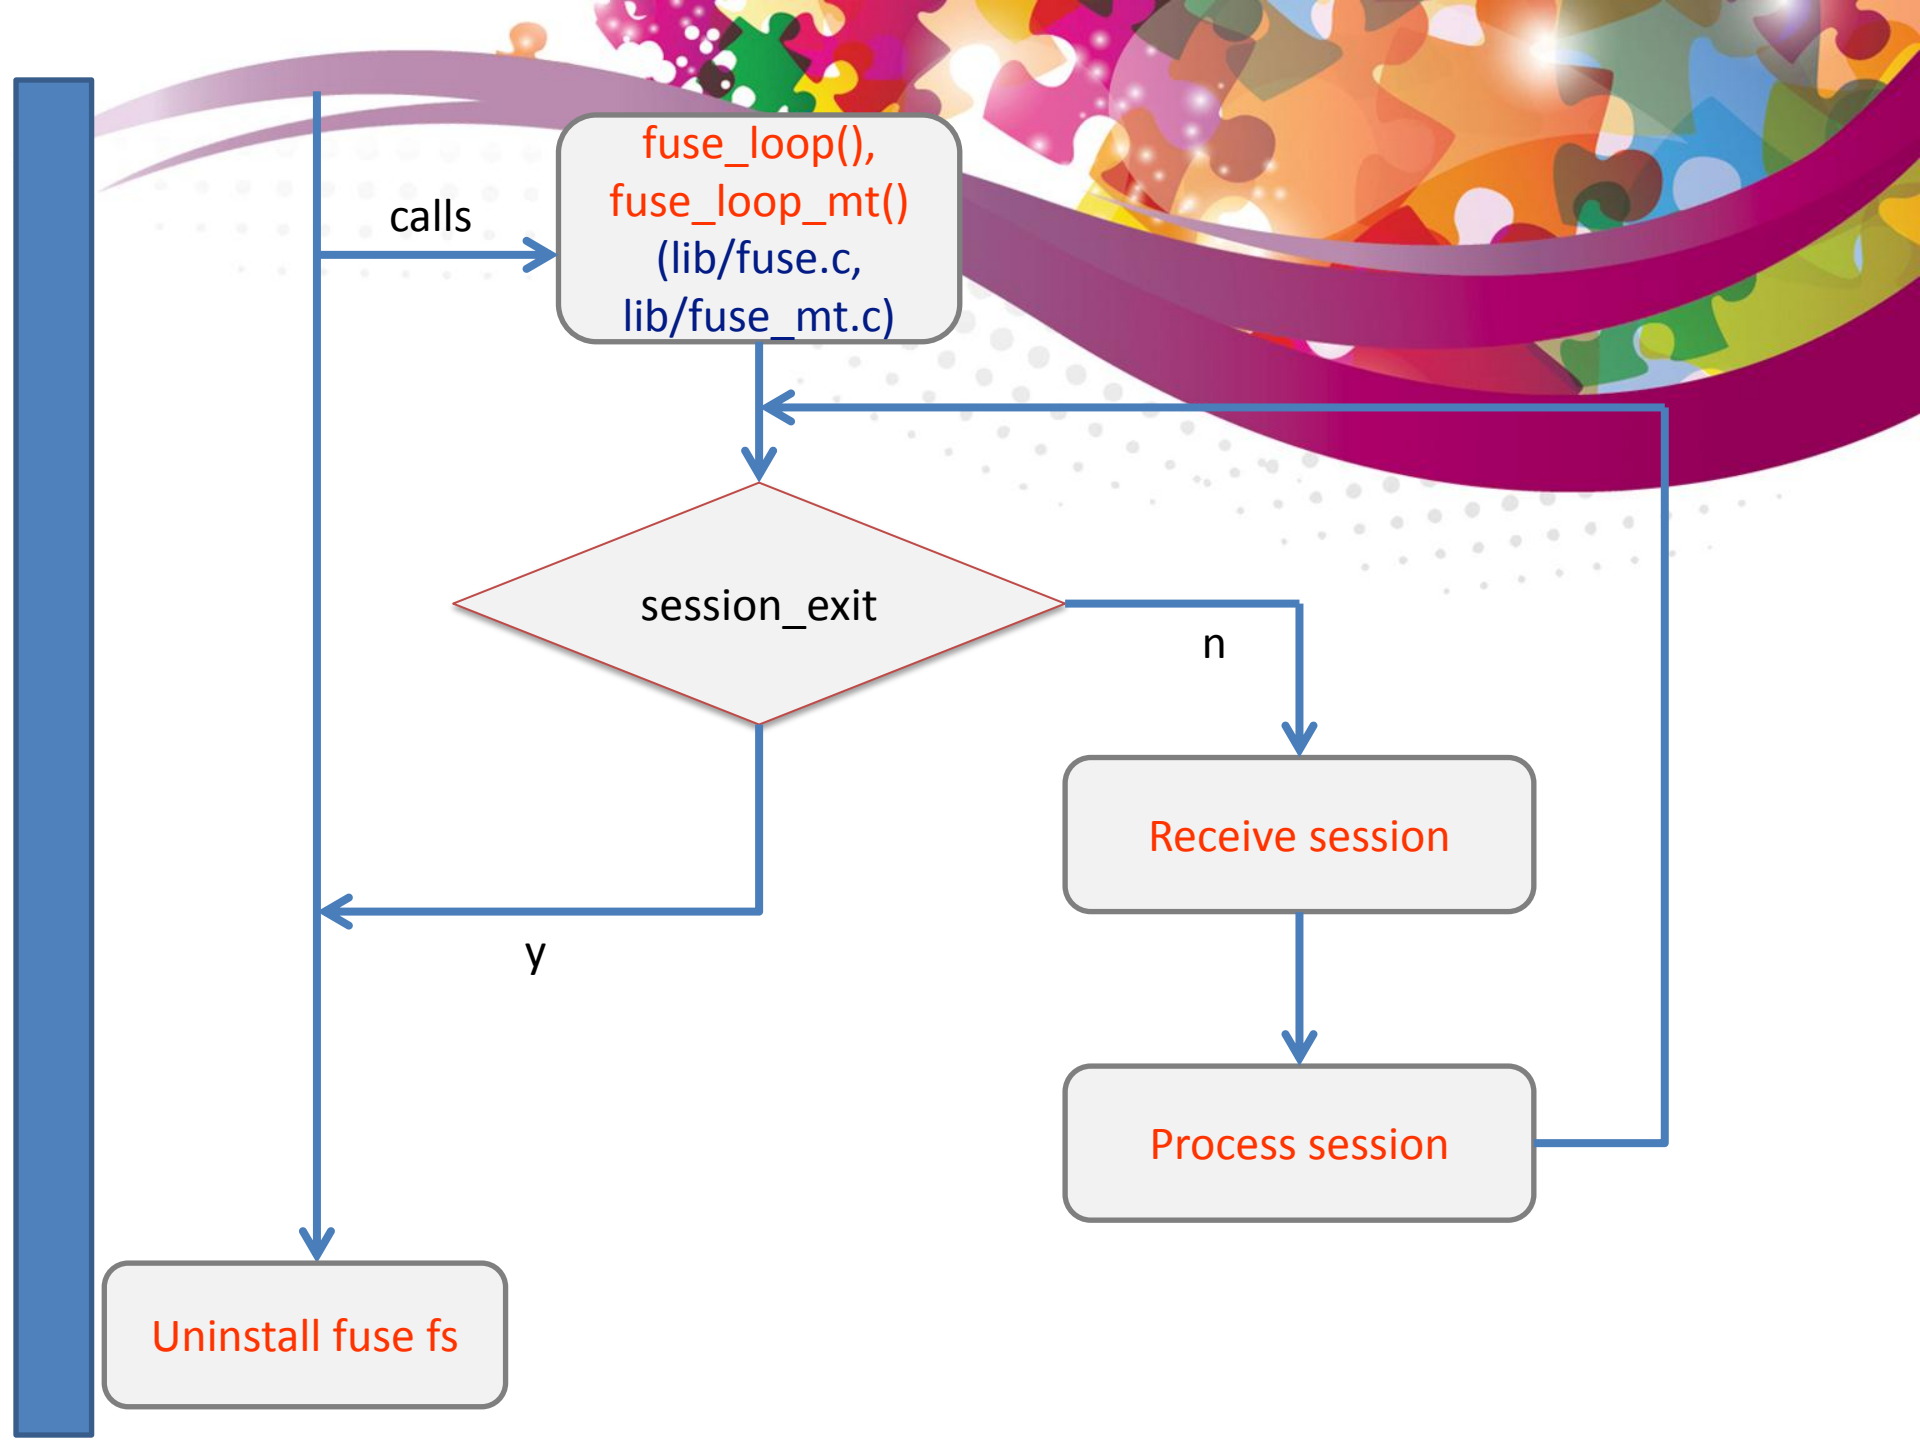 fuse_loop(),
fuse_loop_mt()
(lib/fuse.c,
lib/fuse_mt.c)
calls
session_exit
n
Receive session
y
Process session
Uninstall fuse fs